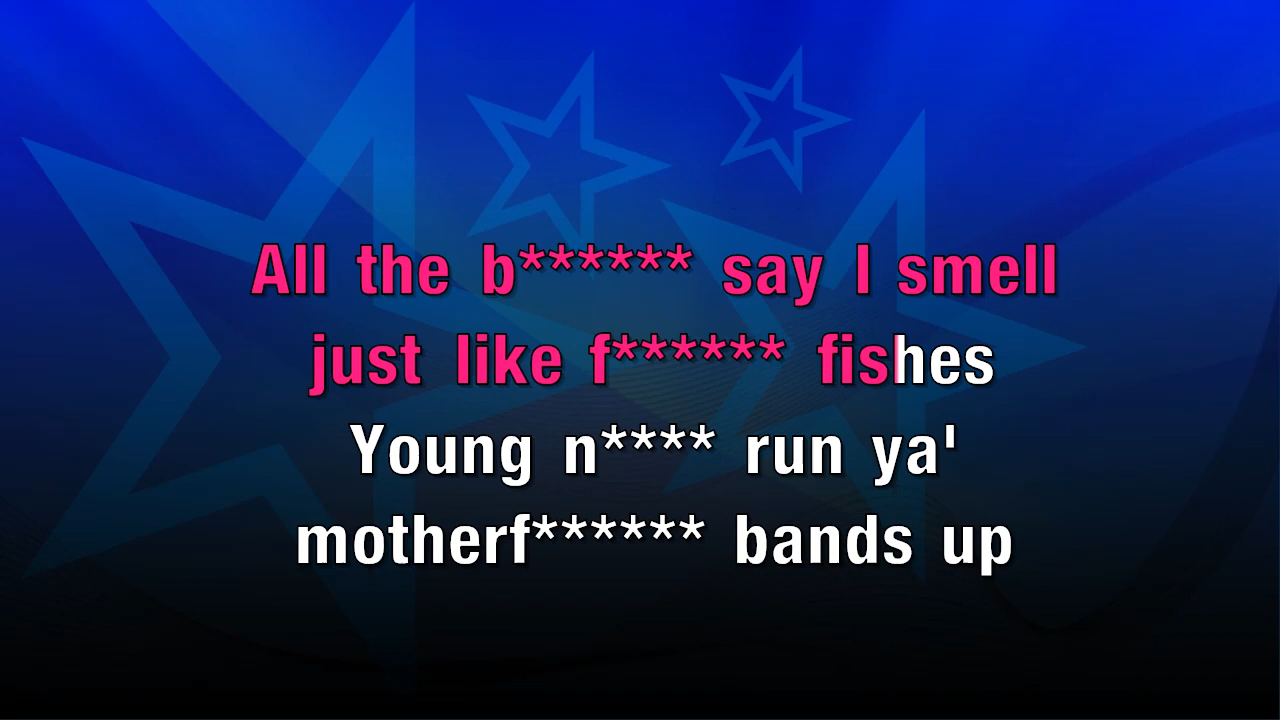 All the b****** say I smell
just like f****** fishes
Young n**** run ya'
motherf****** bands up